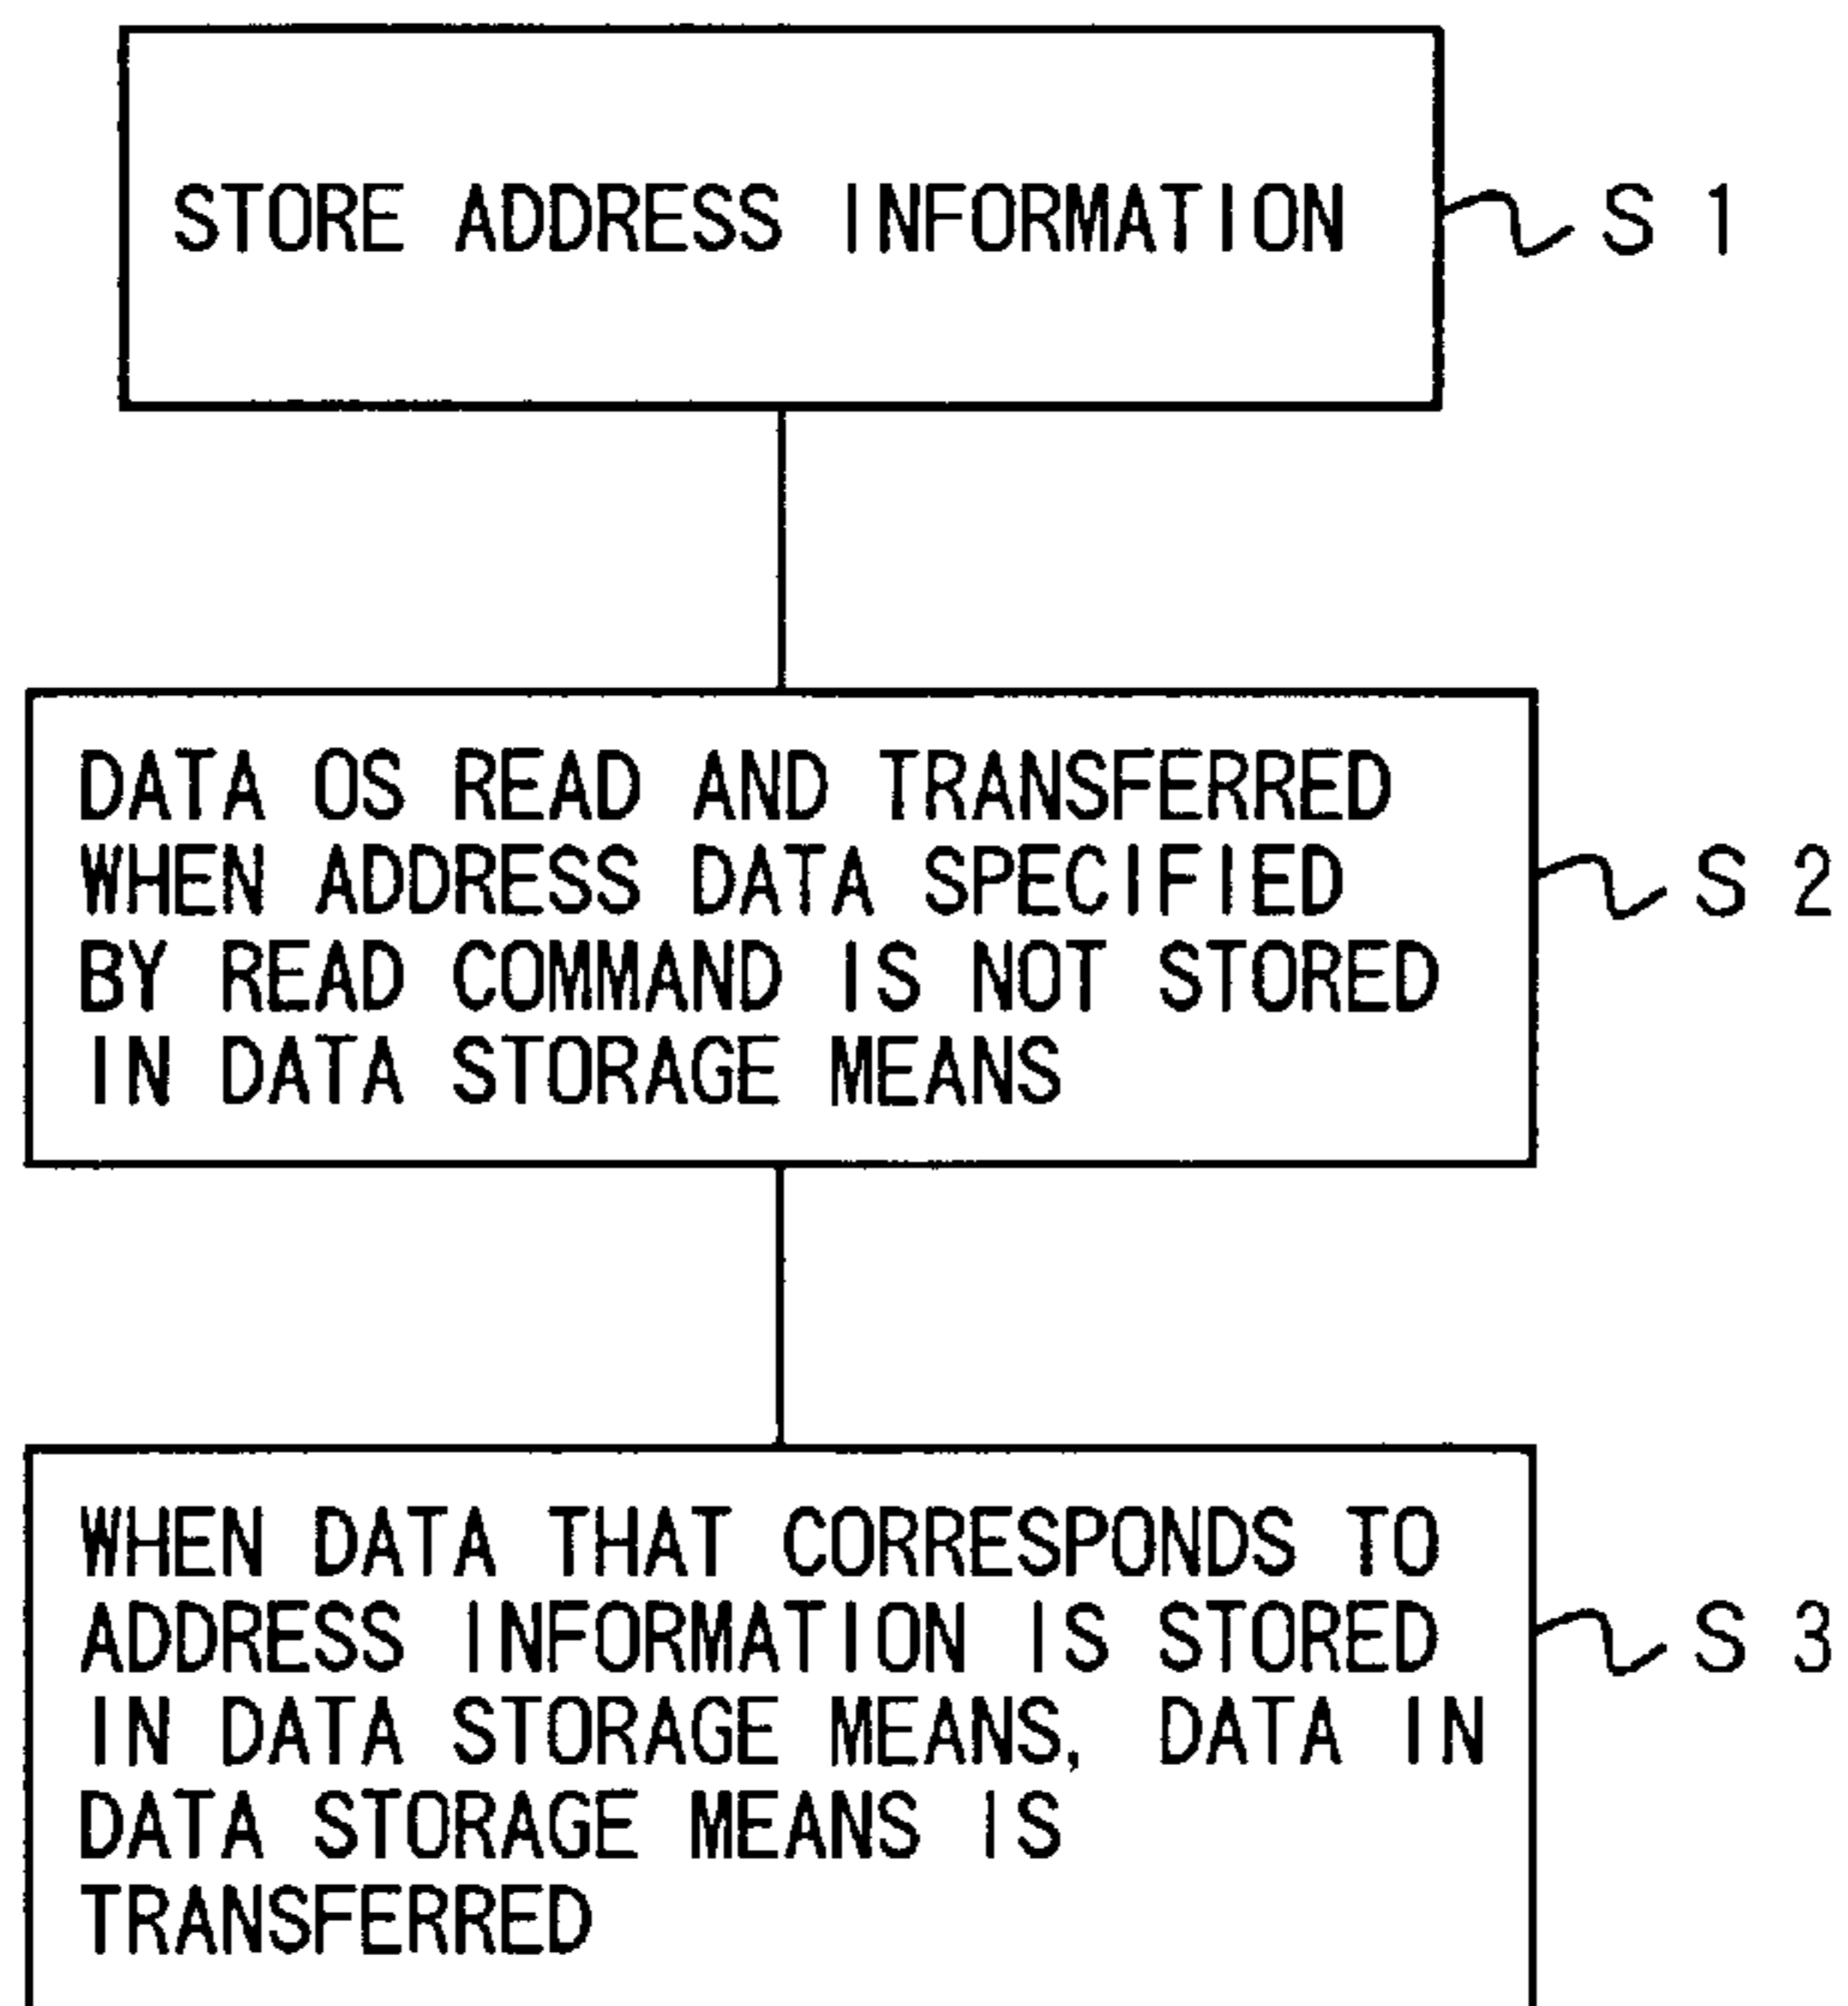 STORE ADDRESS INFORMATION
S 1
DATA OS READ AND TRANSFERRED
WHEN ADDRESS DATA SPECIFIED
BY READ COMMAND IS NOT STORED
IN DATA STORAGE MEANS
S 2
WHEN DATA THAT CORRESPONDS TO
ADDRESS INFORMATION IS STORED
IN DATA STORAGE MEANS, DATA IN
DATA STORAGE MEANS IS
TRANSFERRED
S 3